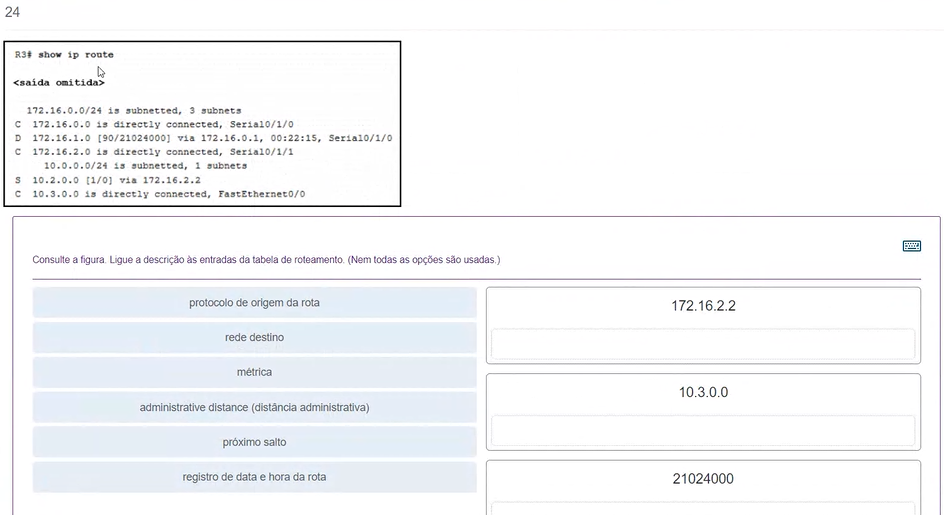 24
R3# show ip route
<saída omitida>
172.16.0.0/24 is subnetted, 3 subnets
C 172.16.0.0 is directly connected, Serial0/1/0
D 172.16.1.0 [90/21024000] via 172.16.0.1, 00:22:15, Serial0/1/0
C 172.16.2.0 is directly connected, Serial0/1/1
10.0.0.0/24 is subnetted, 1 subnets
S 10.2.0.0 [1/0] via 172.16.2.2
C 10.3.0.0 is directly connected, FastEthernet0/0
Consulte a figura. Ligue a descrição às entradas da tabela de roteamento. (Nem todas as opções são usadas.)
protocolo de origem da rota
rede destino
métrica
administrative distance (distância administrativa)
próximo salto
registro de data e hora da rota
172.16.2.2
10.3.0.0
21024000